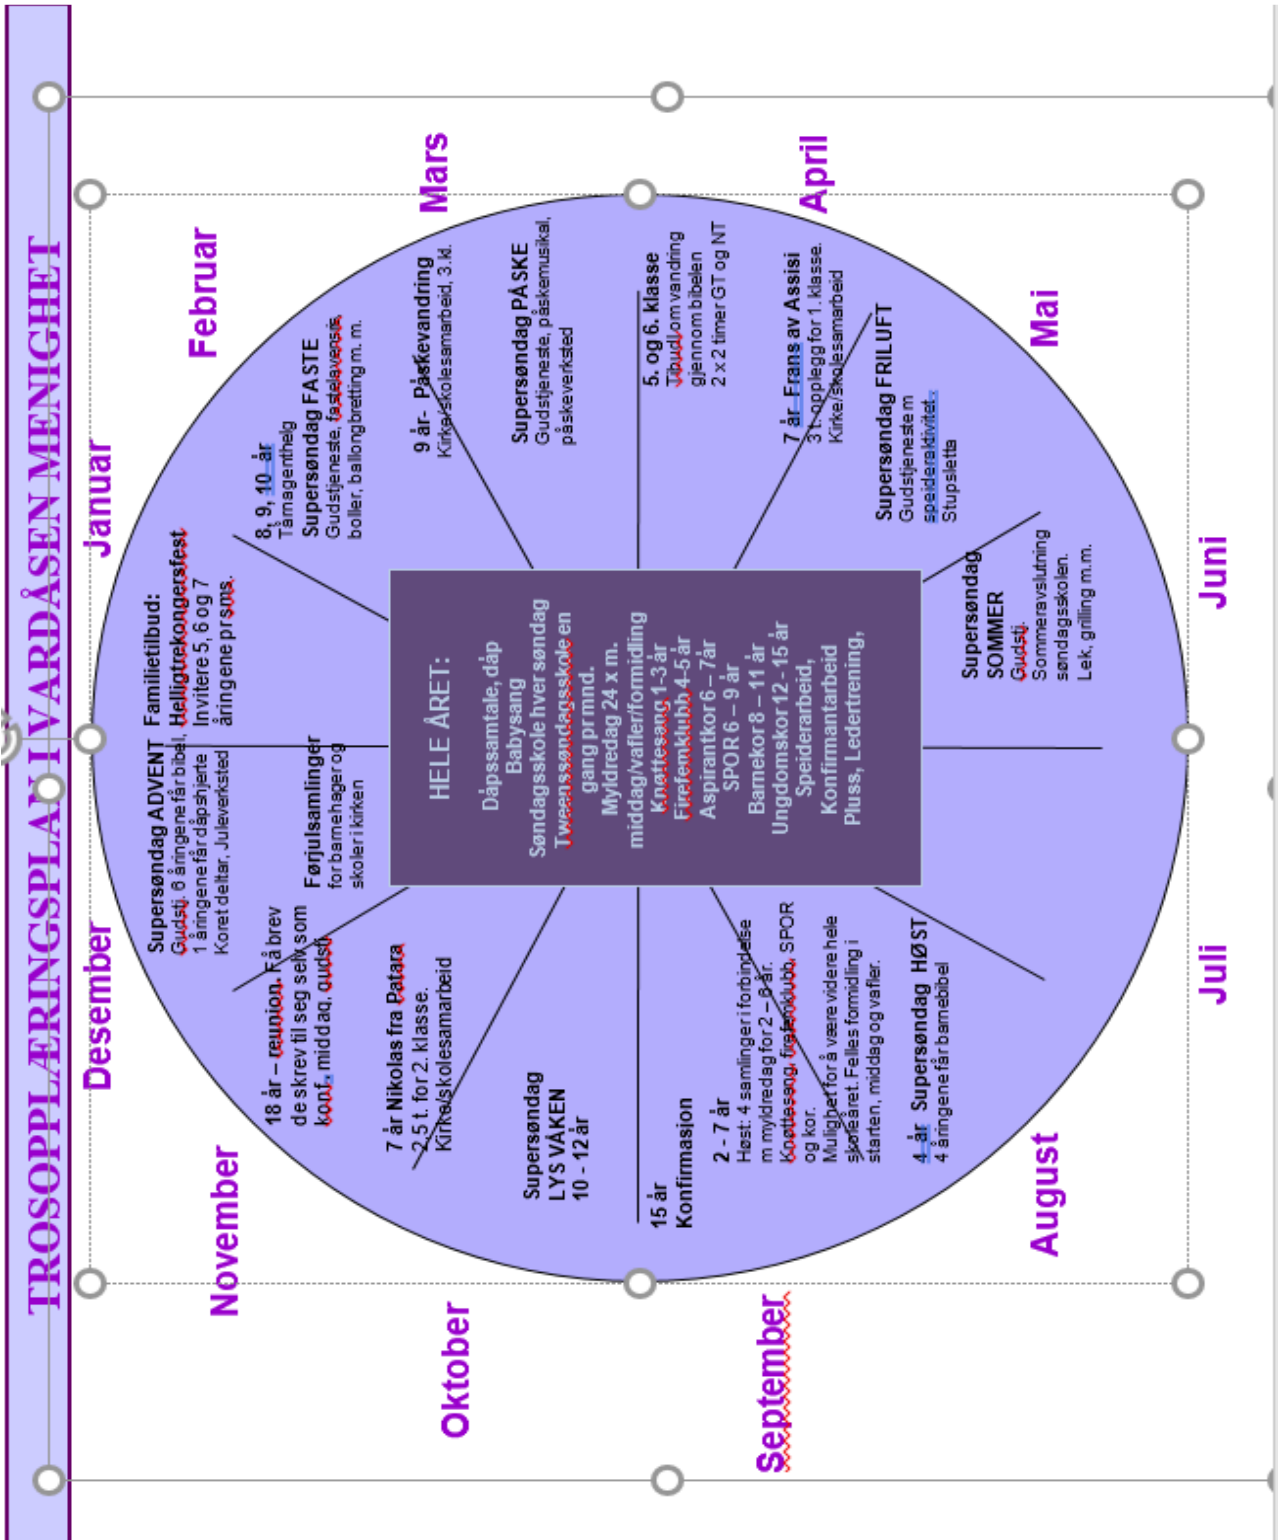 TROSOPPLÆRINGSPLAN I VARDÅSEN MENIGHET
Januar
Februar
Mars
April
Mai
Juni
Juli
August
September
Oktober
November
Desember
Familietilbud:
Helligtrekongersfest
Invitere 5, 6 og 7
åringene pr sms.
8, 9, 10 år
Tårnagenthelg
Supersøndag FASTE
Gudstjeneste, fastelavensris,
boller, ballongbretting m. m.
9 år- Påskevandring
Kirke/skolesamarbeid, 3.kl.
Supersøndag PÅSKE
Gudstjeneste, påskemusikal,
påskeverksted
5. og 6. klasse
Tilbud om vandring
gjennom bibelen
2 x 2 timer GT og NT
7 år Frans av Assisi
3 t. opplegg for 1. klasse.
Kirke/skolesamarbeid
Supersøndag FRILUFT
Gudstjeneste m
speideraktivitet..
Stupsletta
Supersøndag
SOMMER
Gudstj.
Sommeravslutning
søndagsskolen.
Lek, grilling m.m.
4 år Supersøndag HØST
4 åringene får barnebibel
2 - 7 år
Høst: 4 samlinger i forbindelse
m myldredag for 2 – 6 år.
Knøttesang, firefemklubb, SPOR
og kor.
Mulighet for å være videre hele
skoleåret. Felles formidling i
starten, middag og vafler.
15 år
Konfirmasjon
Supersøndag
LYS VÅKEN
10 - 12 år
7 år Nikolas fra Patara
2,5 t. for 2. klasse.
Kirke/skolesamarbeid
18 år – reunion. Få brev
de skrev til seg selv som
konf., middag, gudstj
Supersøndag ADVENT
Gudstj. 6 åringene får bibel,
1 åringene får dåpshjerte
Koret deltar, Juleverksted
Førjulsamlinger
for barnehager og
skoler i kirken
HELE ÅRET:
Dåpssamtale, dåp
Babysang
Søndagsskole hver søndag
Tweenssøndagsskole en
gang pr mnd.
Myldredag 24 x m.
middag/vafler/formidling
Knøttesang 1-3 år
Firefemklubb 4-5 år
Aspirantkor 6 – 7år
SPOR 6 – 9 år
Barnekor 8 – 11 år
Ungdomskor 12- 15 år
Speiderarbeid,
Konfirmantarbeid
Pluss, Ledertrening,